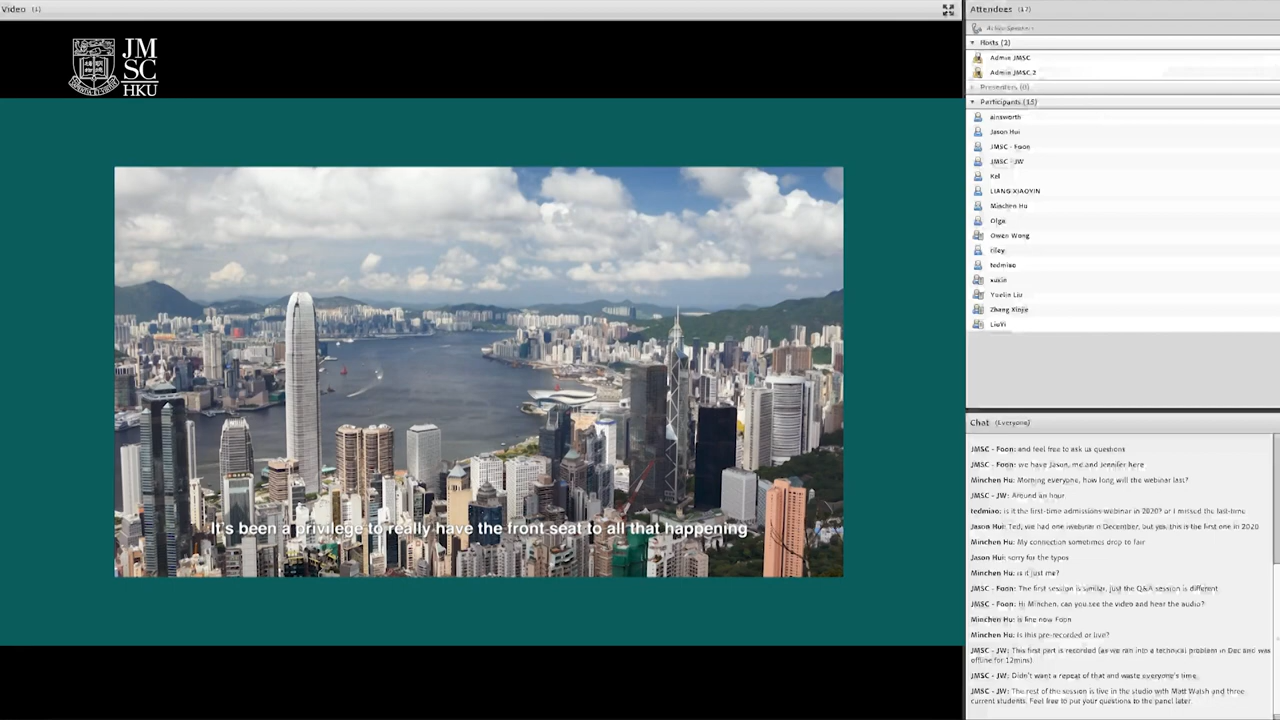 Video (1)
JM
SC
HKU
It's been a privilege to really have the front seat to all that happening
Attendees (17)
Active Speakers
Hosts (2)
Admin JMSC
Admin JMSC 2
Presenters (0)
Participants (15)
ainsworth
Jason Hui
JMSC - Foon
JMSC - JW
Kel
LIANG XIAOYIN
Minchen Hu
Olga
Owen Wong
riley
tedmiao
xuxin
Yuelin Liu
Zhang Xinjie
LiuYi
Chat (Everyone)
JMSC - Foon: and feel free to ask us questions
JMSC - Foon: we have Jason, me and Jennifer here
Minchen Hu: Morning everyone, how long will the webinar last?
JMSC - JW: Around an hour
tedmiao: is it the first-time admissions webinar in 2020? or i missed the last-time
Jason Hui: Ted, we had one iwebinar n December, but yes, this is the first one in 2020
Minchen Hu: My connection sometimes drop to fair
Jason Hui: sorry for the typos
Minchen Hu: is it just me?
JMSC - Foon: The first session is similar, just the Q&A session is different
JMSC - Foon: Hi Minchen, can you see the video and hear the audio?
Minchen Hu: is fine now Foon
Minchen Hu: Is this pre-recorded or live?
JMSC - JW: This first part is recorded (as we ran into a technical problem in Dec and was
offline for 12mins)
JMSC - JW: Didn't want a repeat of that and waste everyone's time.
JMSC - JW: The rest of the session is live in the studio with Matt Walsh and three
current students. Feel free to put your questions to the panel later.